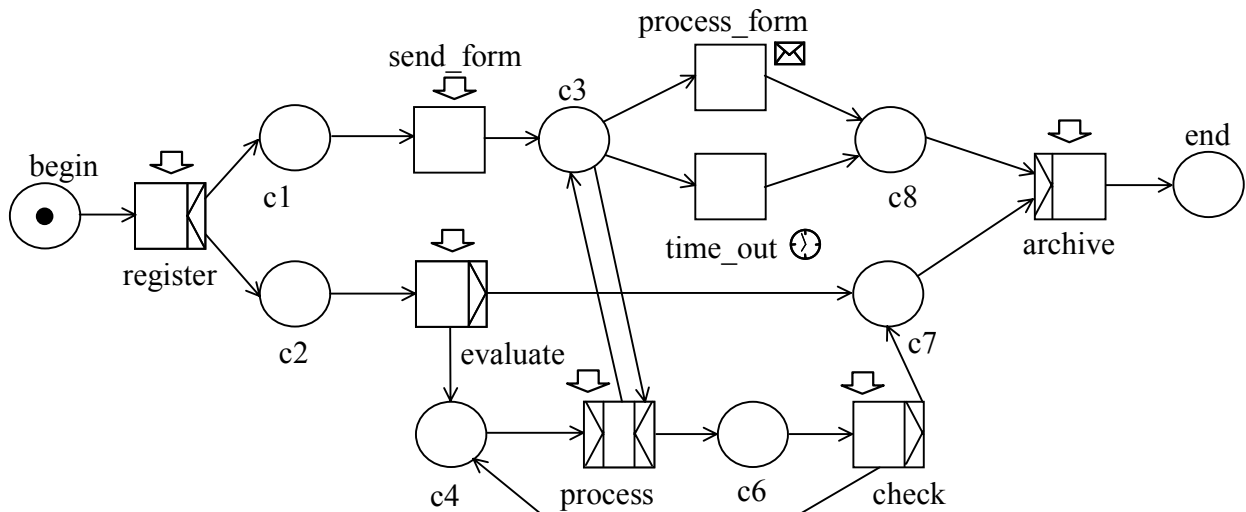 process_form
send_form
c3
begin
end
c1
c8
register
time_out
archive
c2
evaluate
c7
c4
process
c6
check